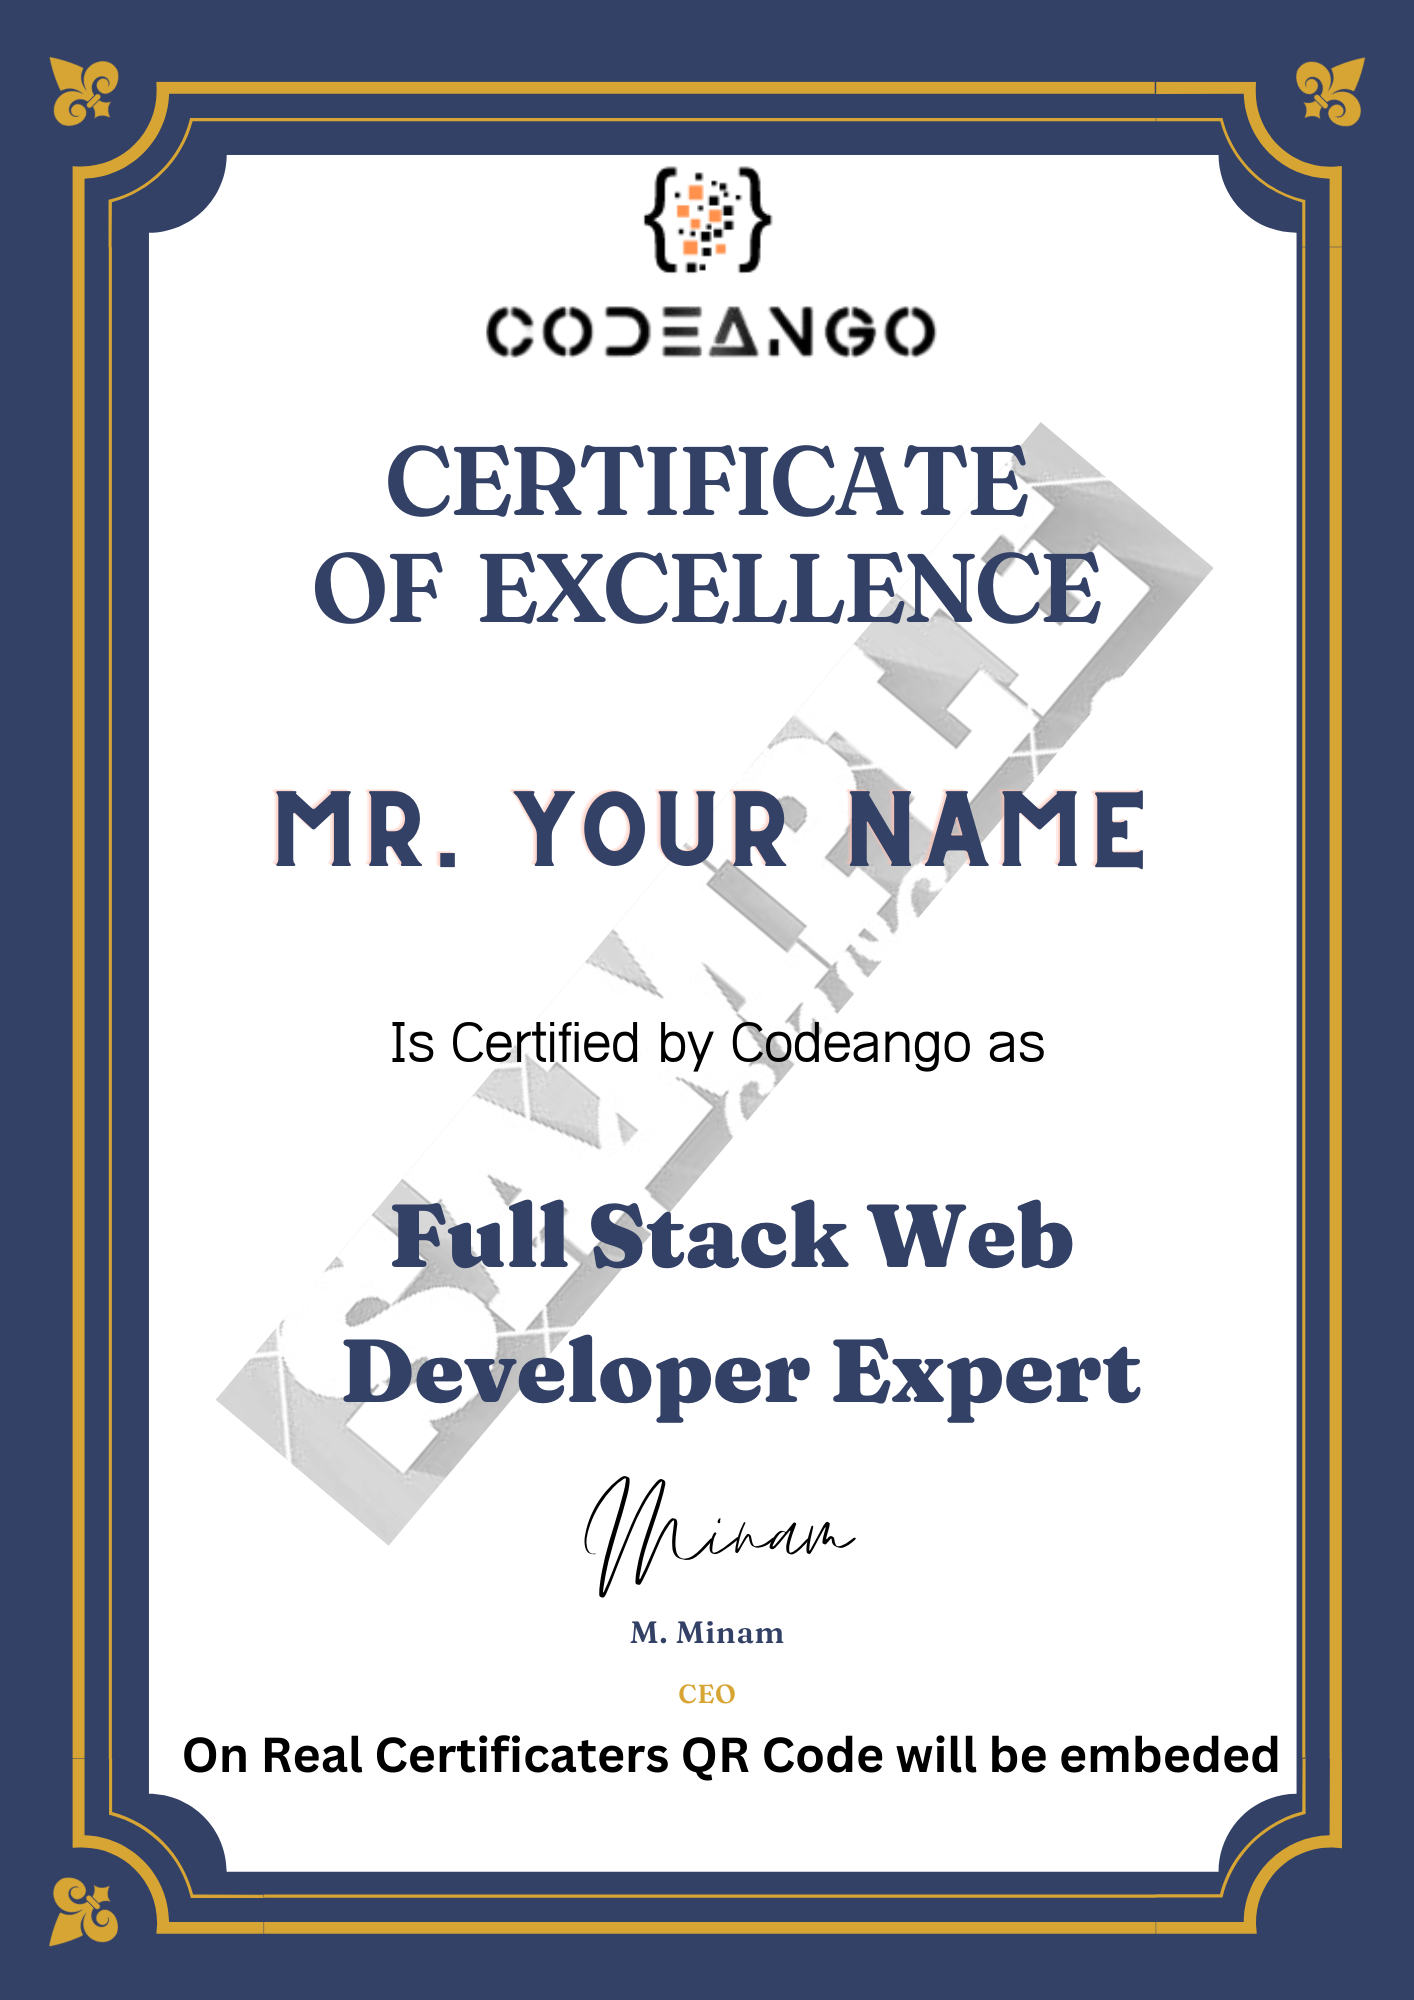 CODEANGO
CERTIFICATE
OF EXCELLENCE
MR. YOUR NAME
Is Certified by Codeango as
Full Stack Web
Developer Expert
Minam
M. Minam
CEO
On Real Certificaters QR Code will be embeded
SAMPLE